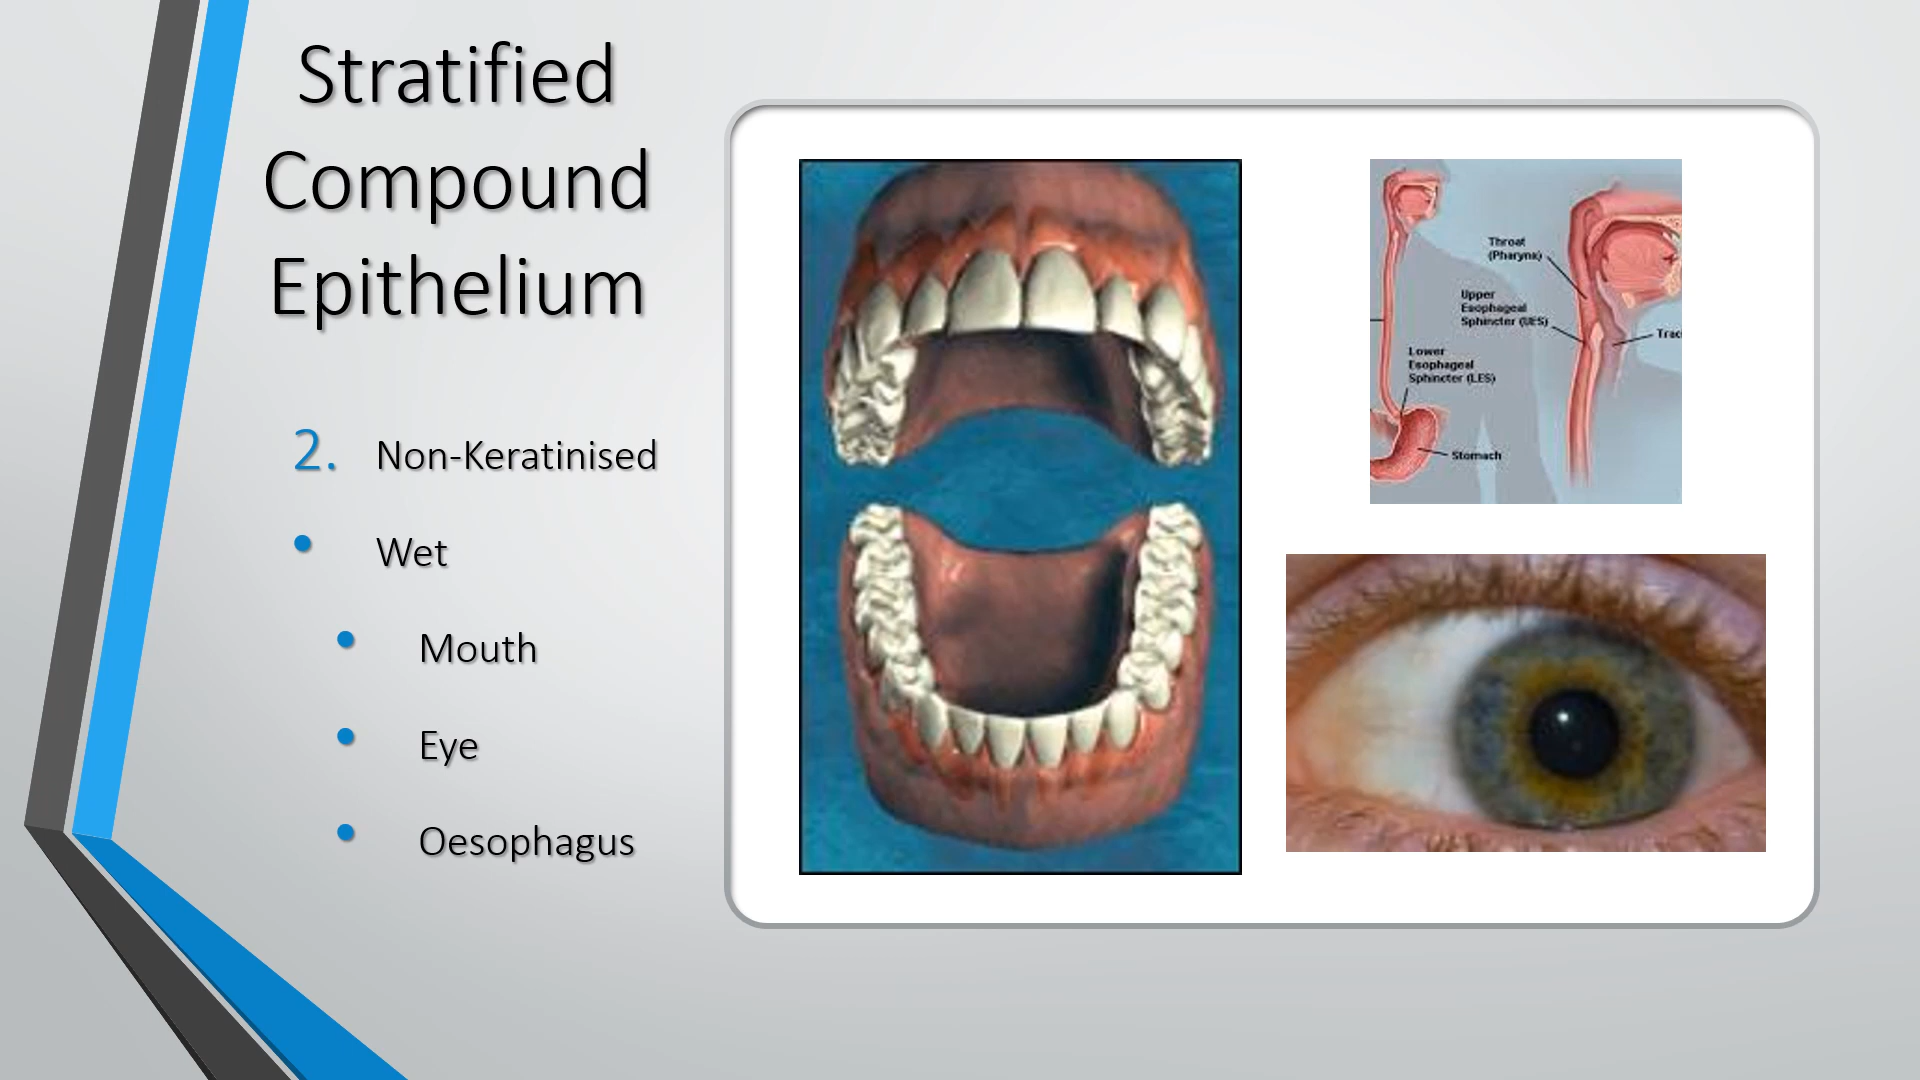 Stratified
Compound
Epithelium
2. Non-Keratinised
• Wet
• Mouth
• Eye
• Oesophagus
Throat
(Pharynx)
Upper
Esophageal
Sphincter (UES)
Lower
Esophageal
Sphincter (LES)
Stomach